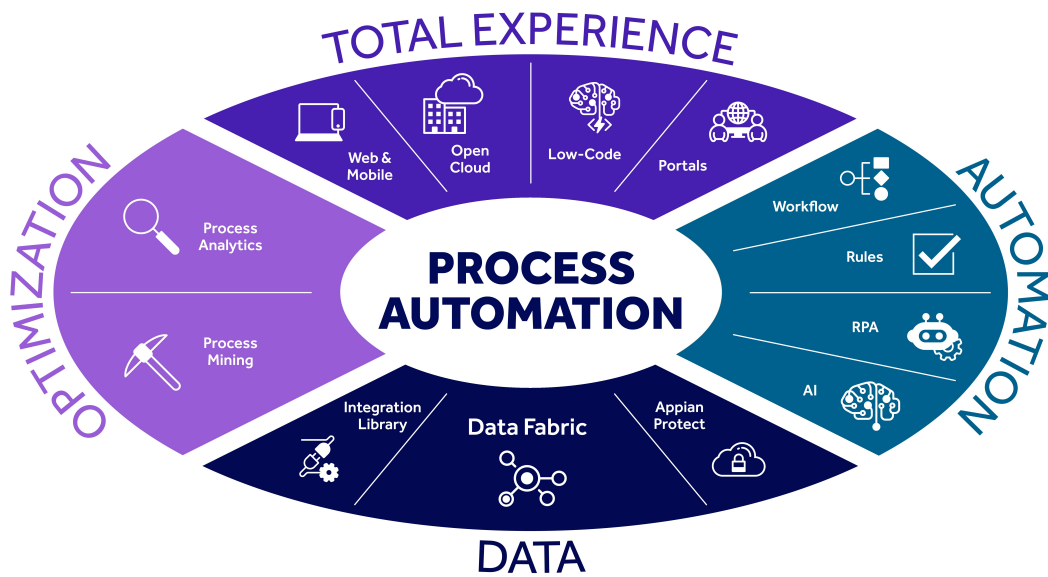 TOTAL EXPERIENCE
Web &
Mobile
Open
Cloud
Low-Code
Portals
OPTIMIZATION
Process
Analytics
Process
Mining
PROCESS
AUTOMATION
AUTOMATION
Workflow
Rules
RPA
AI
Integration
Library
Data Fabric
Appian
Protect
DATA